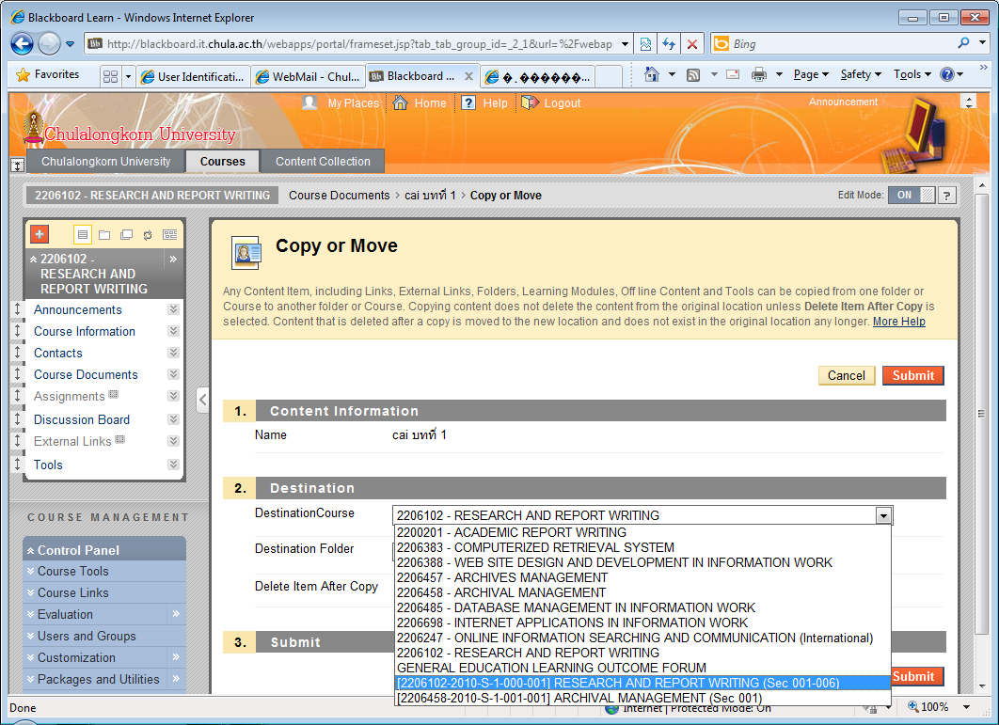 Blackboard Learn - Windows Internet Explorer
http://blackboard.it.chula.ac.th/webapps/portal/frameset.jsp?tab_tab_group_id=_2_1&url=%2Fwebap
Bing
Favorites
User Identificati...
WebMail - Chul...
Blackboard ...
Page
Safety
Tools
My Places
Home
Help
Logout
Announcement
Chulalongkorn University
Chulalongkorn University
Courses
Content Collection
2206102 - RESEARCH AND REPORT WRITING
Course Documents > cai บทที่ 1 > Copy or Move
Edit Mode: ON ?
2206102 -
RESEARCH AND
REPORT WRITING
Announcements
Course Information
Contacts
Course Documents
Assignments
Discussion Board
External Links
Tools
COURSE MANAGEMENT
Control Panel
Course Tools
Course Links
Evaluation
Users and Groups
Customization
Packages and Utilities
Copy or Move
Any Content Item, including Links, External Links, Folders, Learning Modules, Off line Content and Tools can be copied from one folder or
Course to another folder or Course. Copying content does not delete the content from the original location unless Delete Item After Copy is
selected. Content that is deleted after a copy is moved to the new location and does not exist in the original location any longer. More Help
Cancel
Submit
1. Content Information
Name cai บทที่ 1
2. Destination
DestinationCourse 2206102 - RESEARCH AND REPORT WRITING
2200201 - ACADEMIC REPORT WRITING
2206383 - COMPUTERIZED RETRIEVAL SYSTEM
2206388 - WEB SITE DESIGN AND DEVELOPMENT IN INFORMATION WORK
2206457 - ARCHIVES MANAGEMENT
2206458 - ARCHIVAL MANAGEMENT
2206485 - DATABASE MANAGEMENT IN INFORMATION WORK
2206698 - INTERNET APPLICATIONS IN INFORMATION WORK
2206247 - ONLINE INFORMATION SEARCHING AND COMMUNICATION (International)
2206102 - RESEARCH AND REPORT WRITING
GENERAL EDUCATION LEARNING OUTCOME FORUM
[2206102-2010-S-1-000-001] RESEARCH AND REPORT WRITING (Sec 001-006)
[2206458-2010-S-1-001-001] ARCHIVAL MANAGEMENT (Sec 001)
Destination Folder
Delete Item After Copy
3. Submit
Submit
Done
Internet | Protected Mode: On
100%